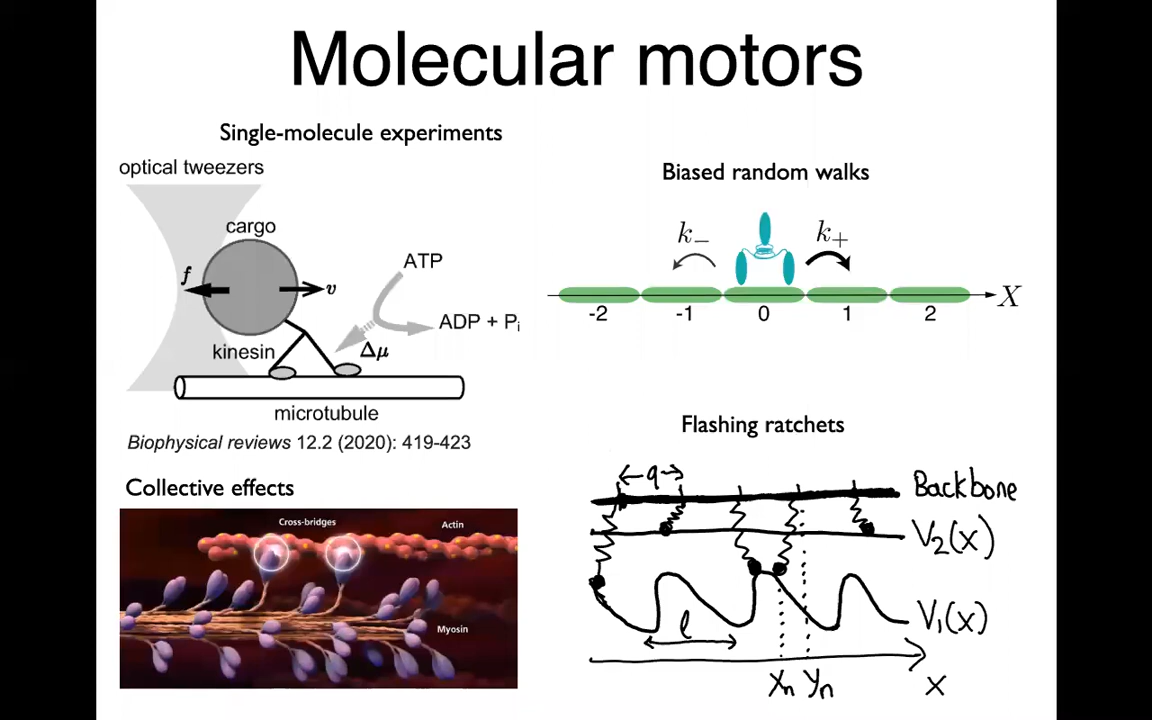 Molecular motors
Single-molecule experiments
optical tweezers
cargo
f
v
ATP
ADP + Pi
kinesin
Δμ
microtubule
Biophysical reviews 12.2 (2020): 419-423
Collective effects
Cross-bridges
Actin
Myosin
Biased random walks
k−
k+
X
-2 -1 0 1 2
Flashing ratchets
q
Backbone
V2(x)
V1(x)
l
xn yn
x